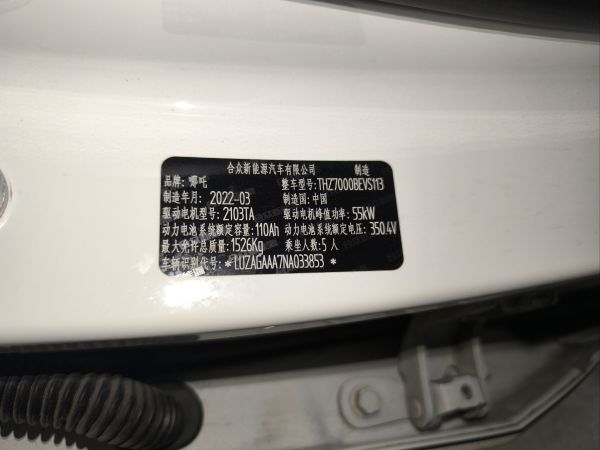 合众新能源汽车有限公司 制造
品牌: 哪吒 整车型号: THZ7000BEVS113
制造年月: 2022-03 制造国: 中国
驱动电机型号: 2103TA 驱动电机峰值功率: 55kW
动力电池系统额定容量: 110Ah 动力电池系统额定电压: 350.4V
最大允许总质量: 1526Kg 乘坐人数: 5 人
车辆识别代号: *LUZAGAAA7NA033853 *